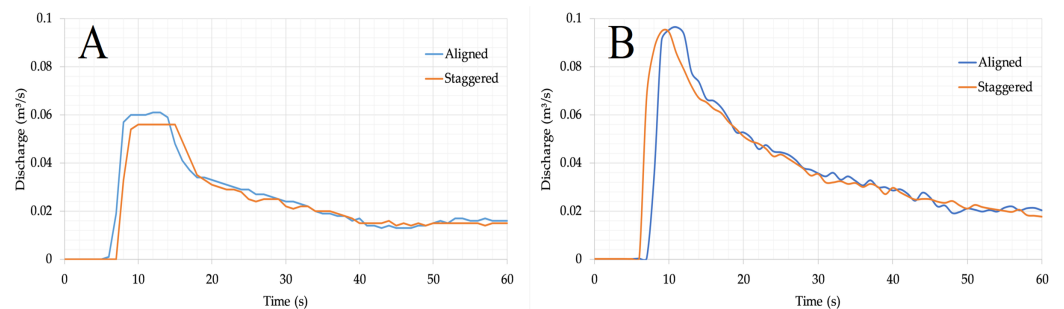 A
0.1
0.08
0.06
0.04
0.02
0
Discharge (m³/s)
0 10 20 30 40 50 60
Time (s)
Aligned
Staggered
B
0.1
0.08
0.06
0.04
0.02
0
Discharge (m³/s)
0 10 20 30 40 50 60
Time (s)
Aligned
Staggered